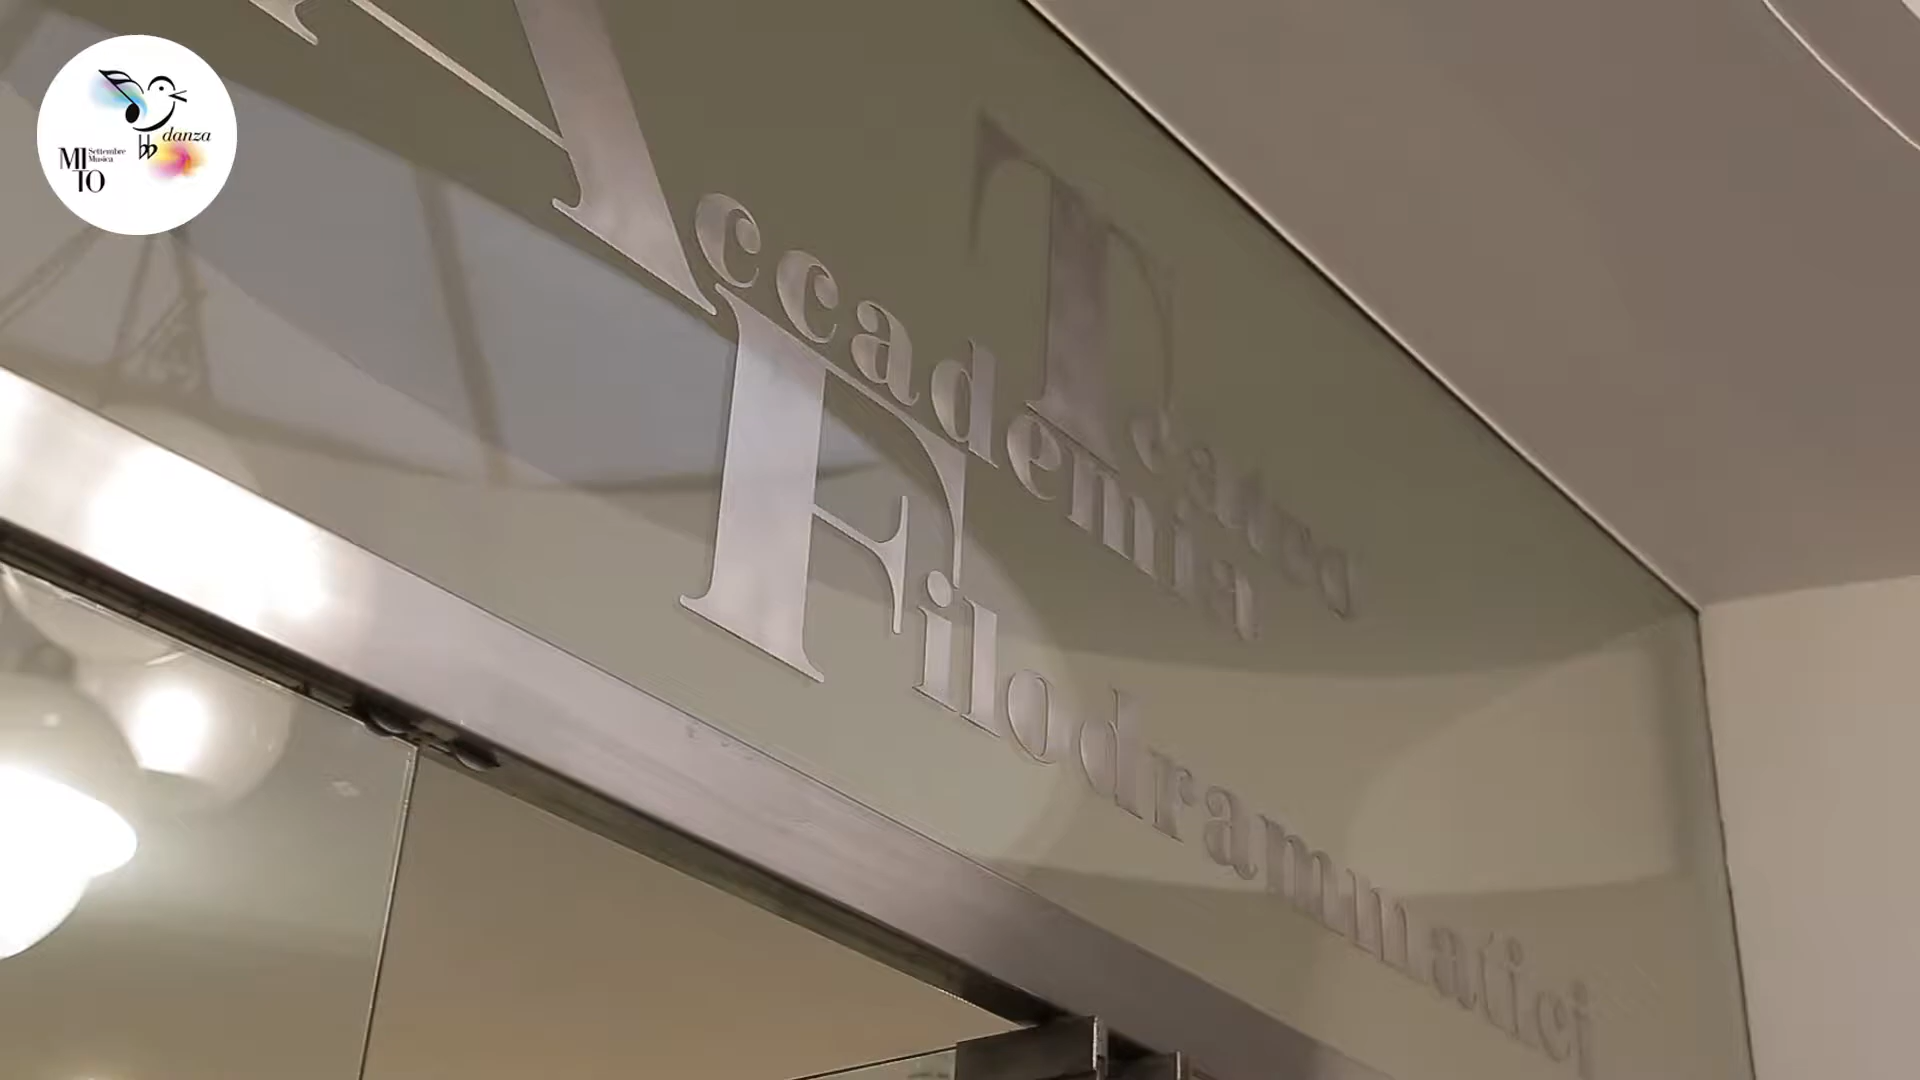 danza
MI Settembre
Musica
TO
Teatro
Accademia
Filodrammatici